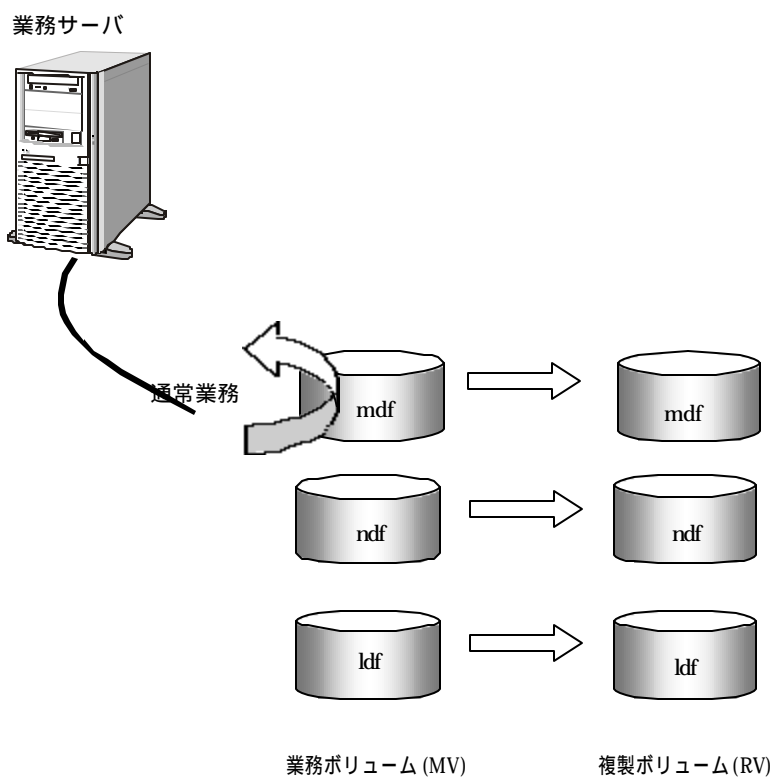 業務サーバ
通常業務
mdf
mdf
ndf
ndf
ldf
ldf
業務ボリューム (MV)
複製ボリューム (RV)